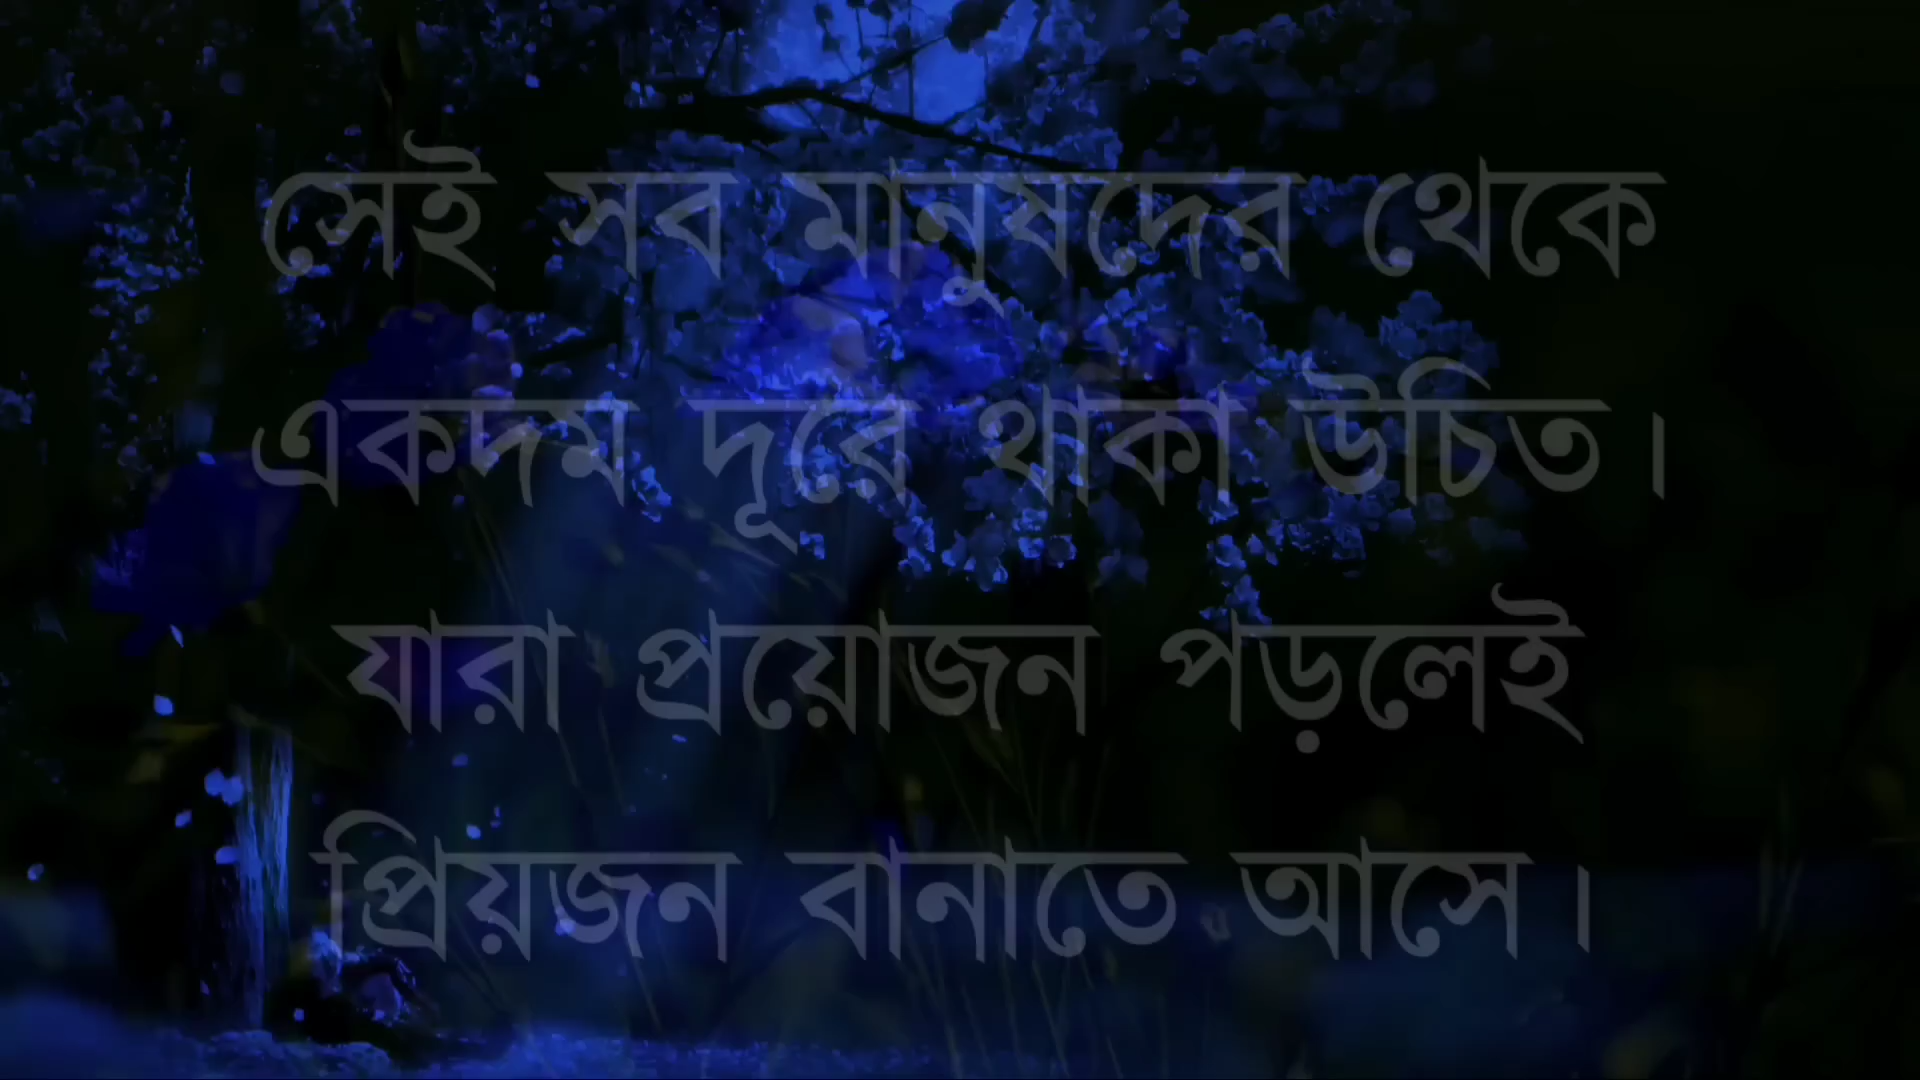 সেই সব মানুষদের থেকে
একদম দূরে থাকা উচিত।
যারা প্রয়োজন পড়লেই
প্রিয়জন বানাতে আসে।